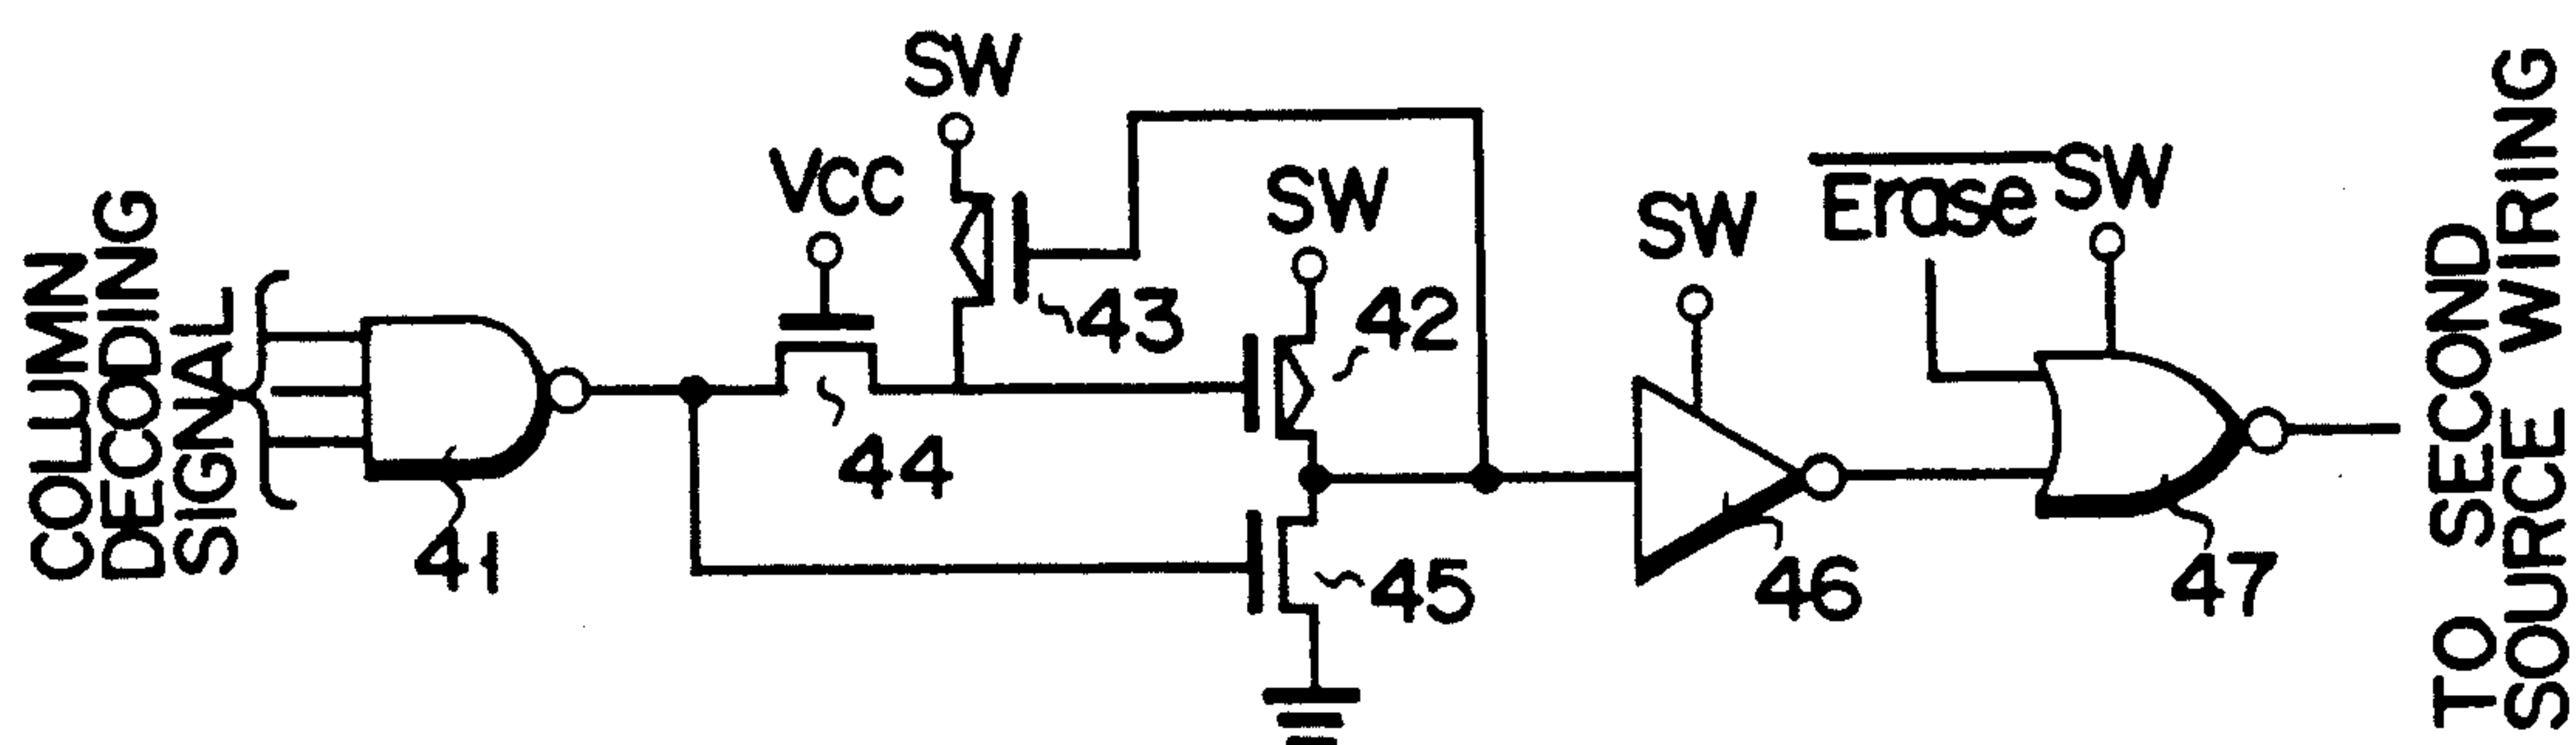 COLUMN
DECODING
SIGNAL
41
VCC
44
SW
43
SW
42
45
SW
46
Erase
SW
47
TO SECOND
SOURCE WIRING